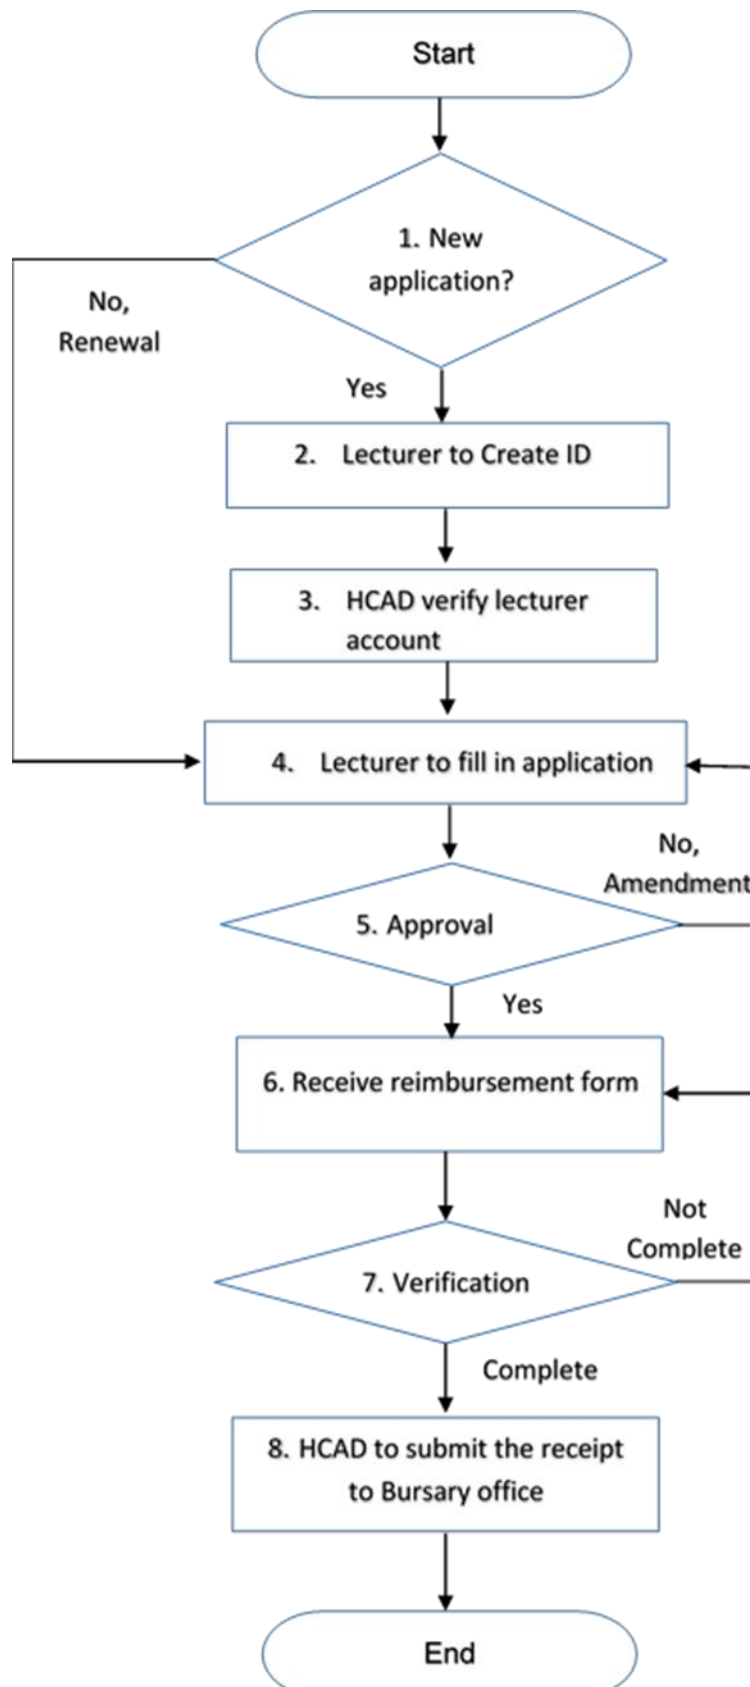 Start
1. New
application?
No,
Renewal
Yes
2. Lecturer to Create ID
3. HCAD verify lecturer
account
4. Lecturer to fill in application
No,
Amendment
5. Approval
Yes
6. Receive reimbursement form
Not
Complete
7. Verification
Complete
8. HCAD to submit the receipt
to Bursary office
End